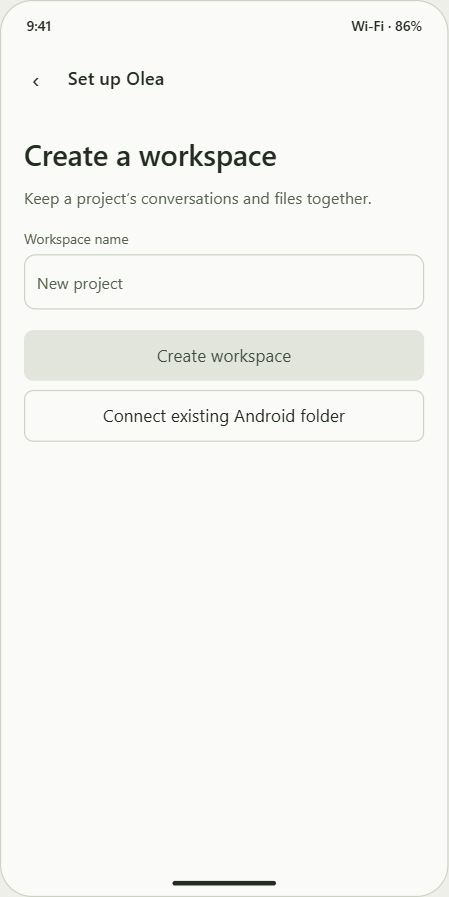 9:41
Wi-Fi · 86%
‹ Set up Olea
Create a workspace
Keep a project's conversations and files together.
Workspace name
New project
Create workspace
Connect existing Android folder